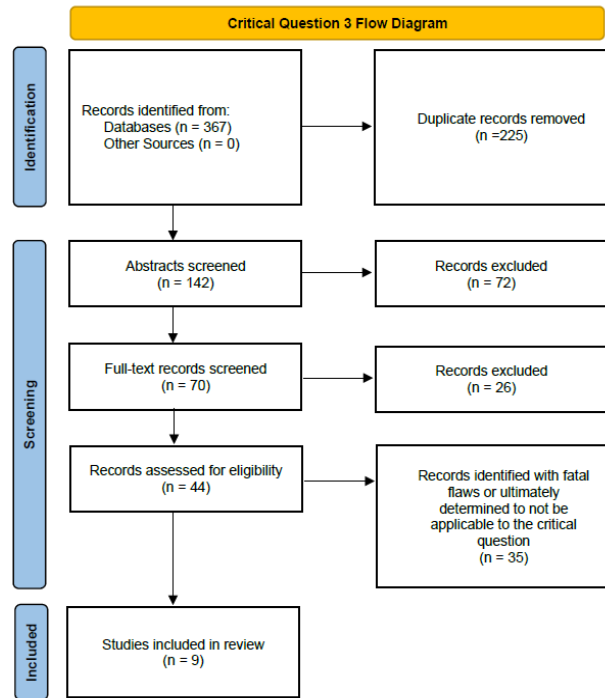 Critical Question 3 Flow Diagram
Identification
Records identified from:
Databases (n = 367)
Other Sources (n = 0)
Duplicate records removed
(n =225)
Screening
Abstracts screened
(n = 142)
Records excluded
(n = 72)
Full-text records screened
(n = 70)
Records excluded
(n = 26)
Records assessed for eligibility
(n = 44)
Records identified with fatal
flaws or ultimately
determined to not be
applicable to the critical
question
(n = 35)
Included
Studies included in review
(n = 9)